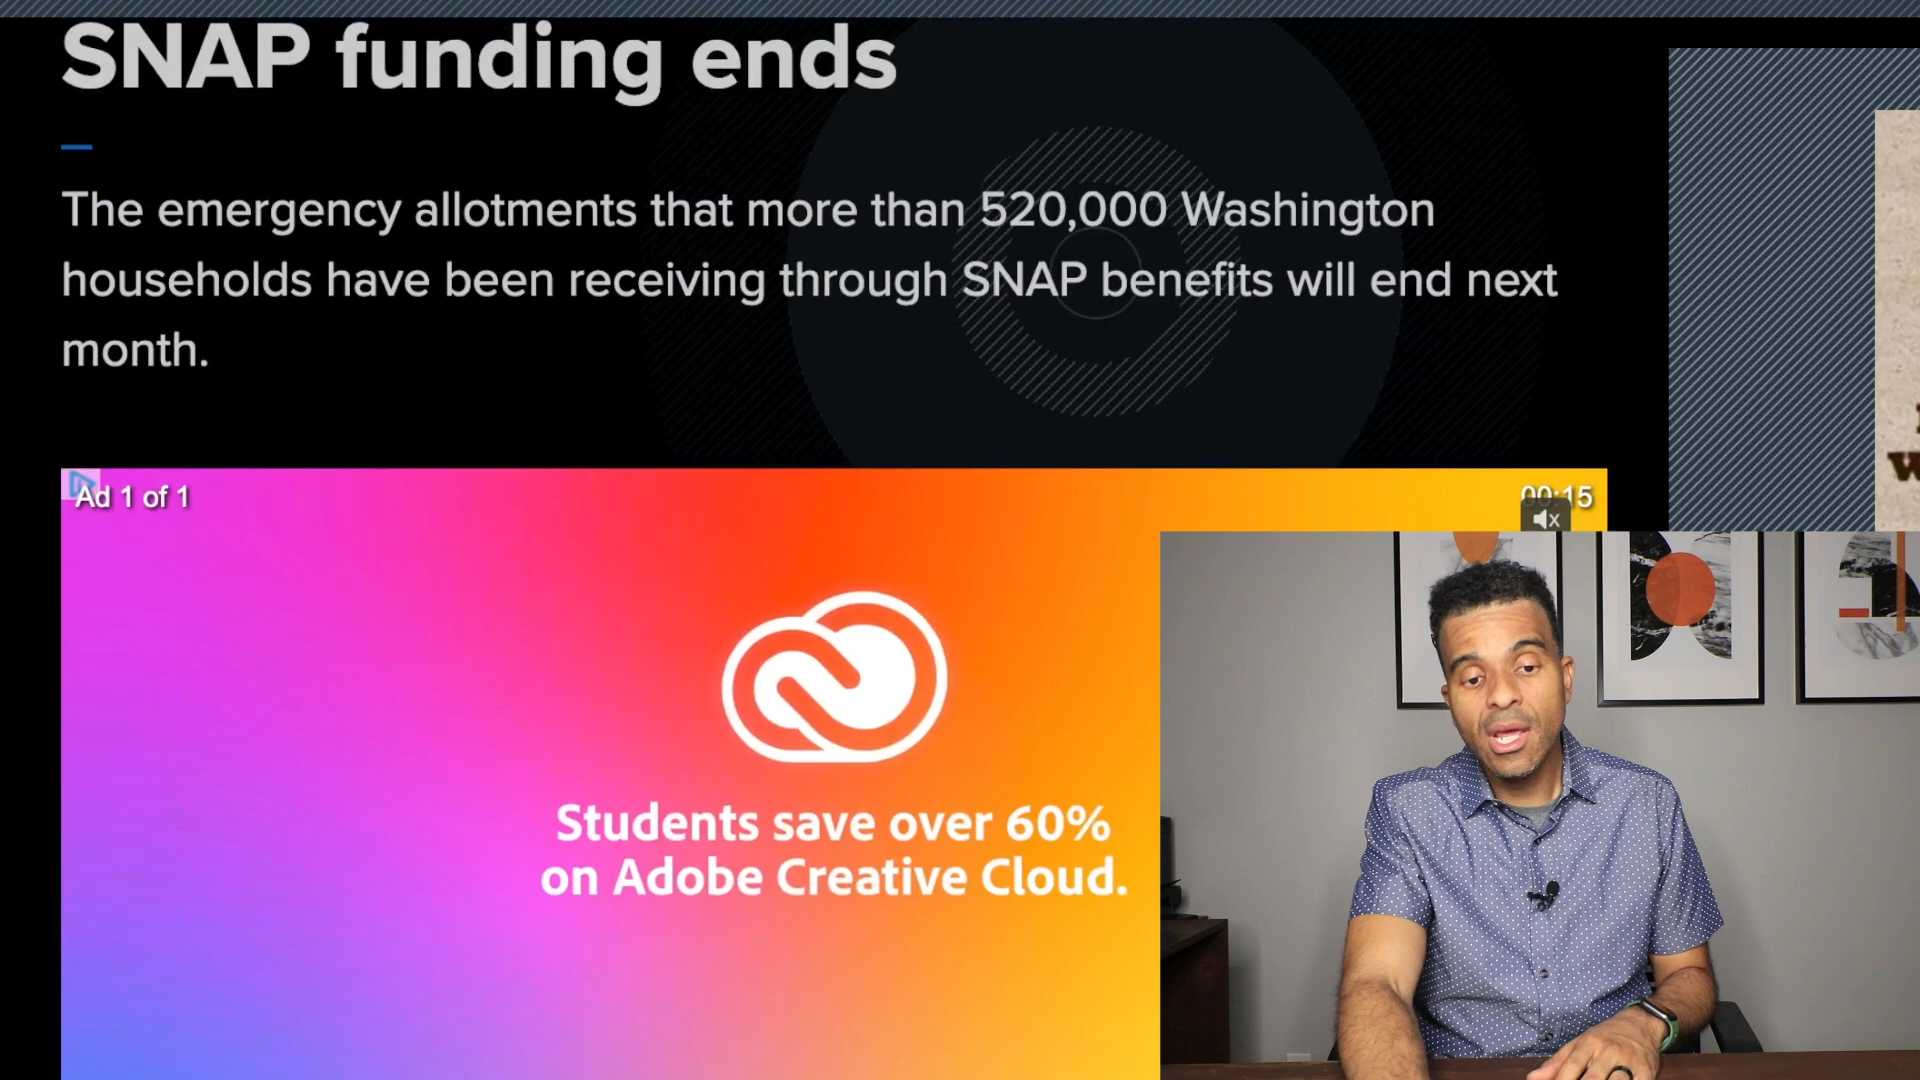 SNAP funding ends
The emergency allotments that more than 520,000 Washington
households have been receiving through SNAP benefits will end next
month.
Ad 1 of 1
00:15
Students save over 60%
on Adobe Creative Cloud.